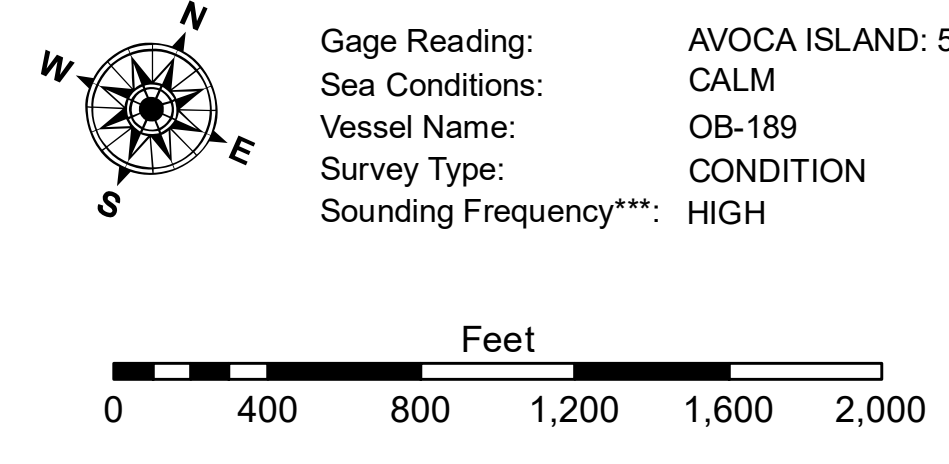 N
W
E
S
Gage Reading: AVOCA ISLAND: 5
Sea Conditions: CALM
Vessel Name: OB-189
Survey Type: CONDITION
Sounding Frequency***: HIGH
Feet
0 400 800 1,200 1,600 2,000